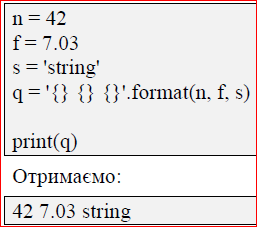 n = 42
f = 7.03
s = 'string'
q = '{} {} {}'.format(n, f, s)
print(q)
Отримаємо:
42 7.03 string